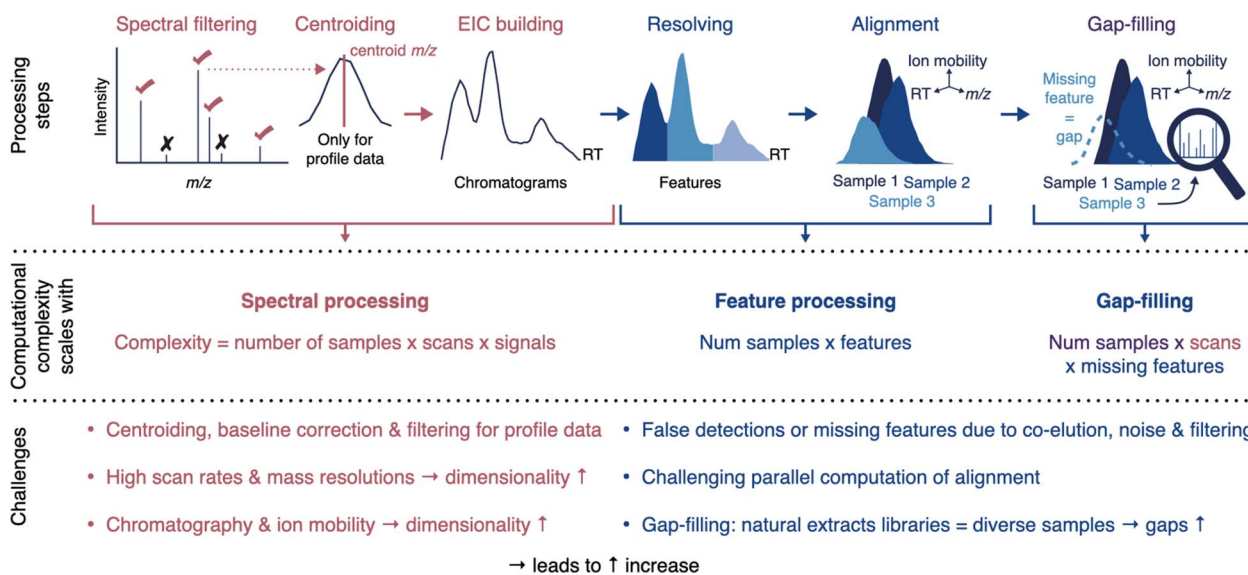 Processing steps
Spectral filtering
Centroiding
EIC building
Resolving
Alignment
Gap-filling
Intensity
m/z
centroid m/z
Only for
profile data
RT
Chromatograms
RT
Features
Ion mobility
RT
m/z
Sample 1 Sample 2
Sample 3
Missing
feature
=
gap
Ion mobility
RT
m/z
Sample 1 Sample 2
Sample 3
Computational
complexity
scales with
Spectral processing
Complexity = number of samples x scans x signals
Feature processing
Num samples x features
Gap-filling
Num samples x scans
x missing features
Challenges
• Centroiding, baseline correction & filtering for profile data
• High scan rates & mass resolutions → dimensionality ↑
• Chromatography & ion mobility → dimensionality ↑
• False detections or missing features due to co-elution, noise & filtering
• Challenging parallel computation of alignment
• Gap-filling: natural extracts libraries = diverse samples → gaps ↑
→ leads to ↑ increase